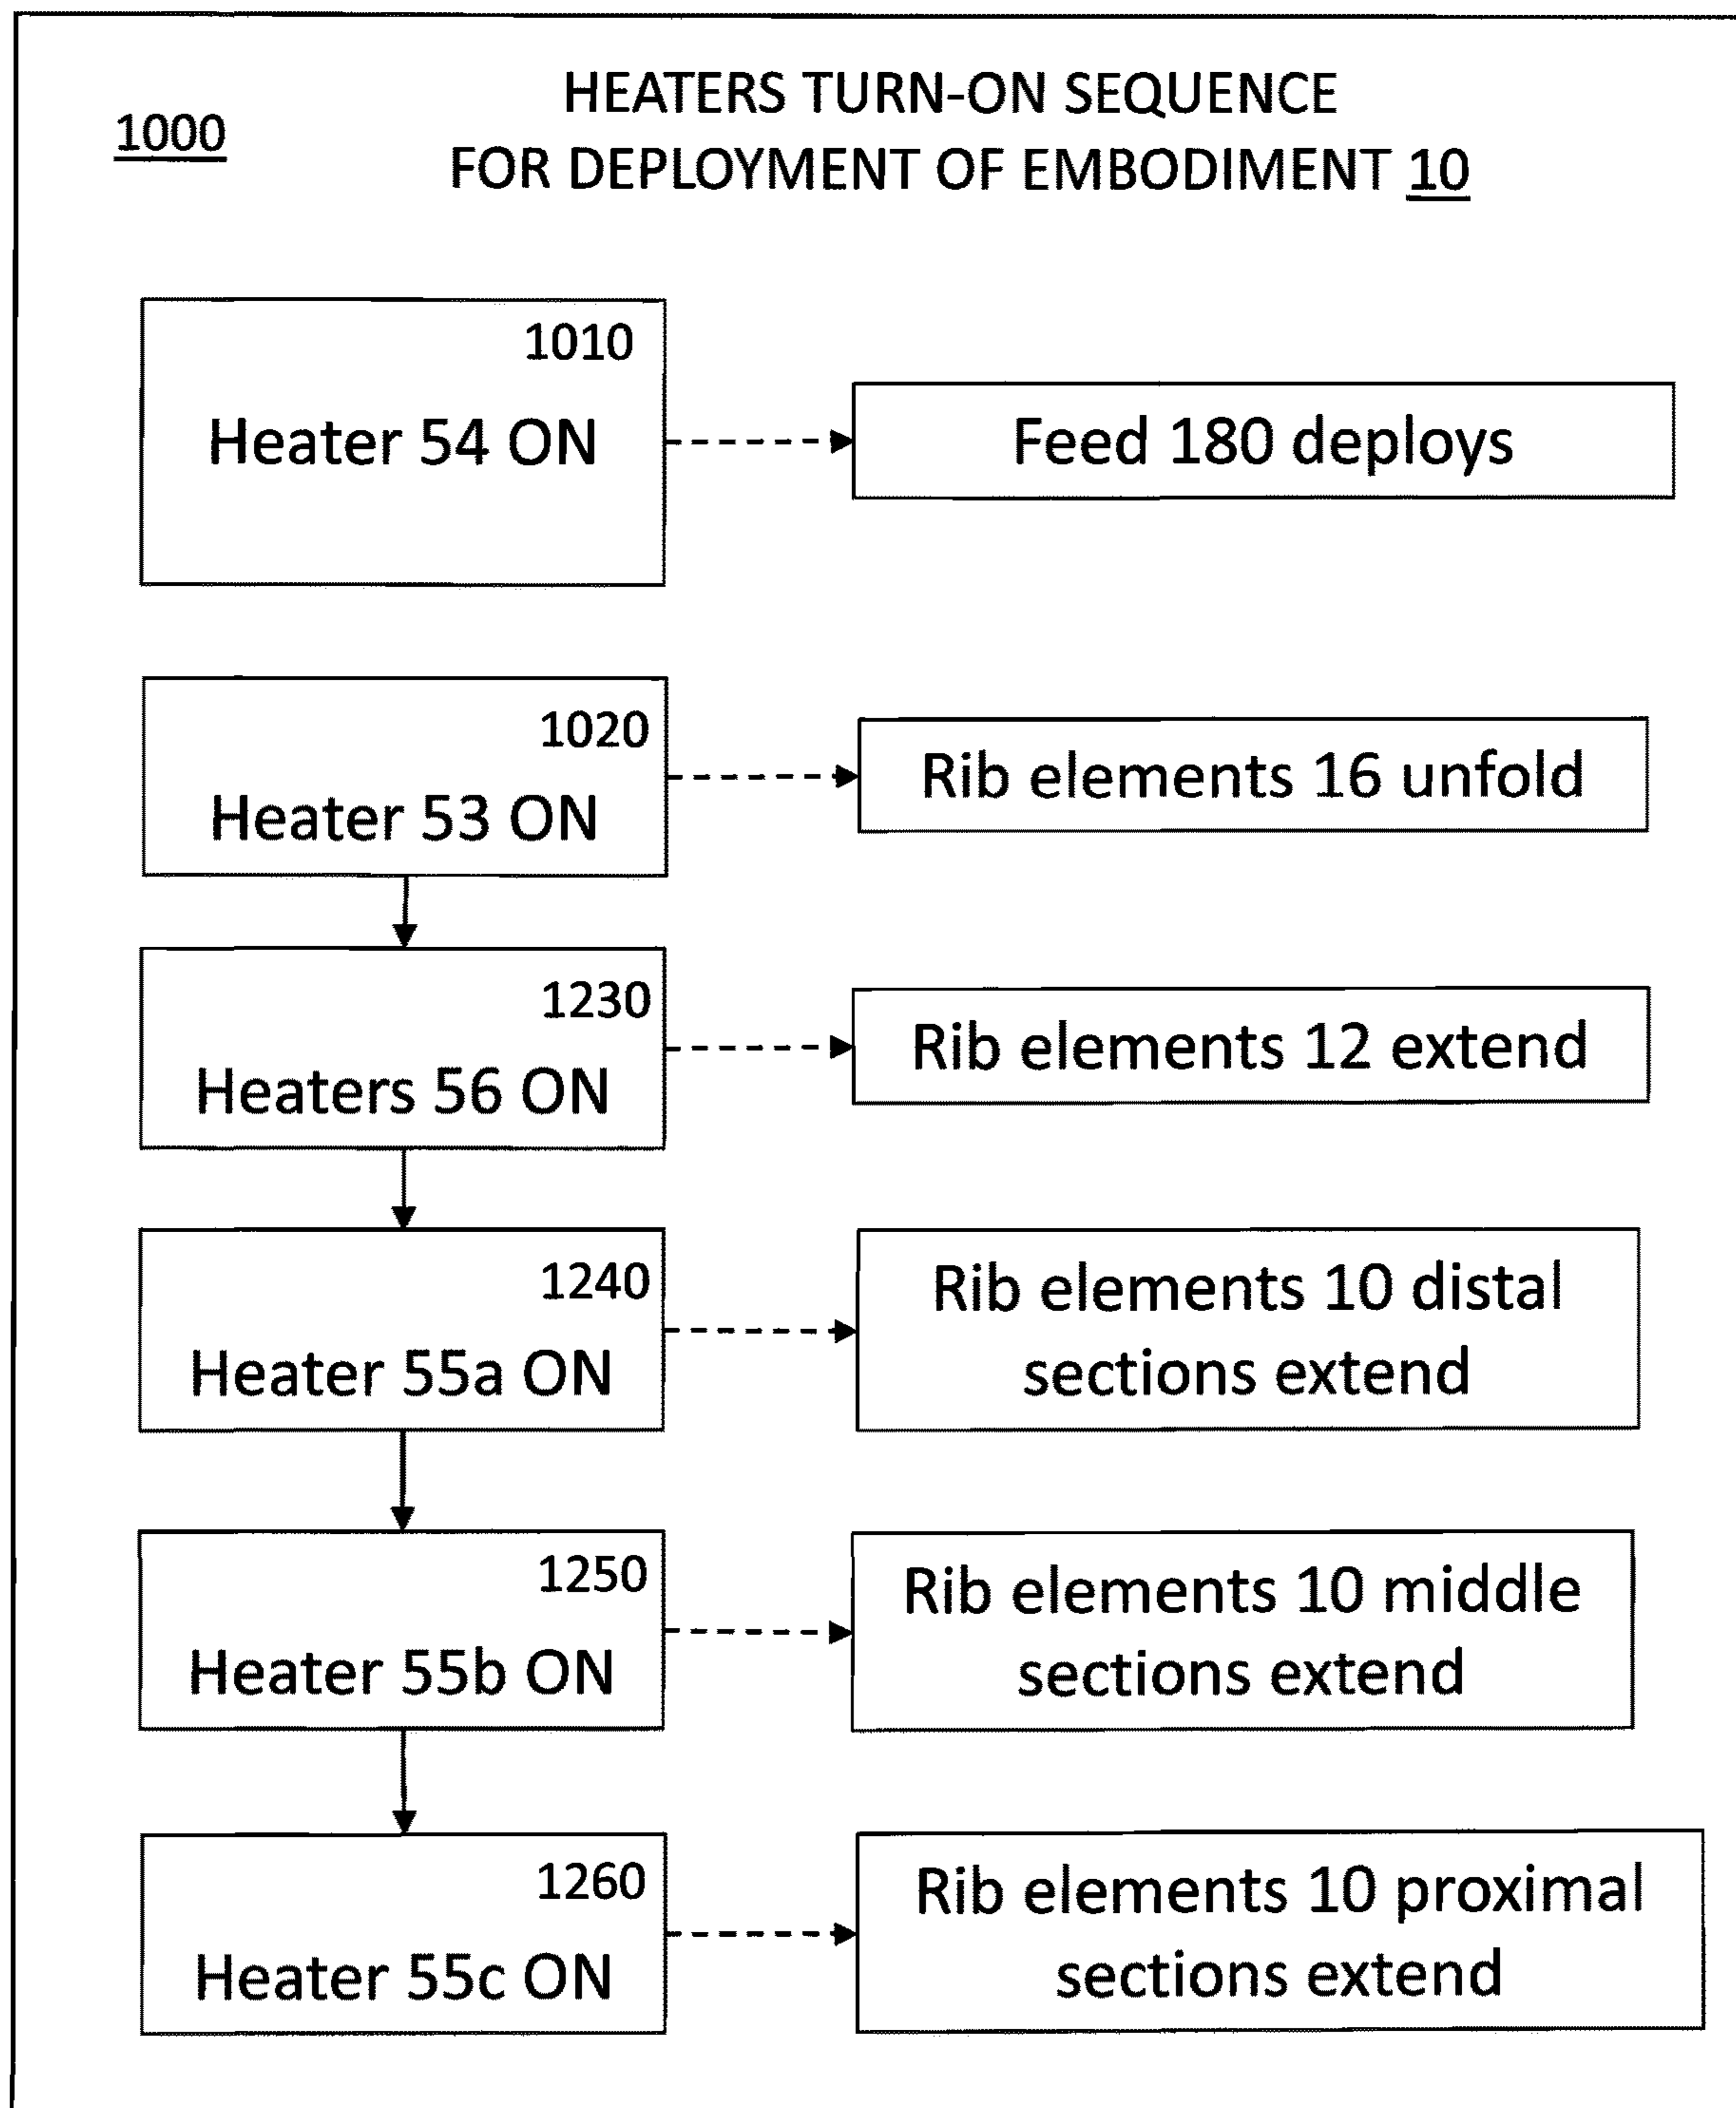 HEATERS TURN-ON SEQUENCE
1000
FOR DEPLOYMENT OF EMBODIMENT 10
1010
Heater 54 ON
Feed 180 deploys
1020
Heater 53 ON
Rib elements 16 unfold
1230
Heaters 56 ON
Rib elements 12 extend
1240
Heater 55a ON
Rib elements 10 distal
sections extend
1250
Heater 55b ON
Rib elements 10 middle
sections extend
1260
Heater 55c ON
Rib elements 10 proximal
sections extend